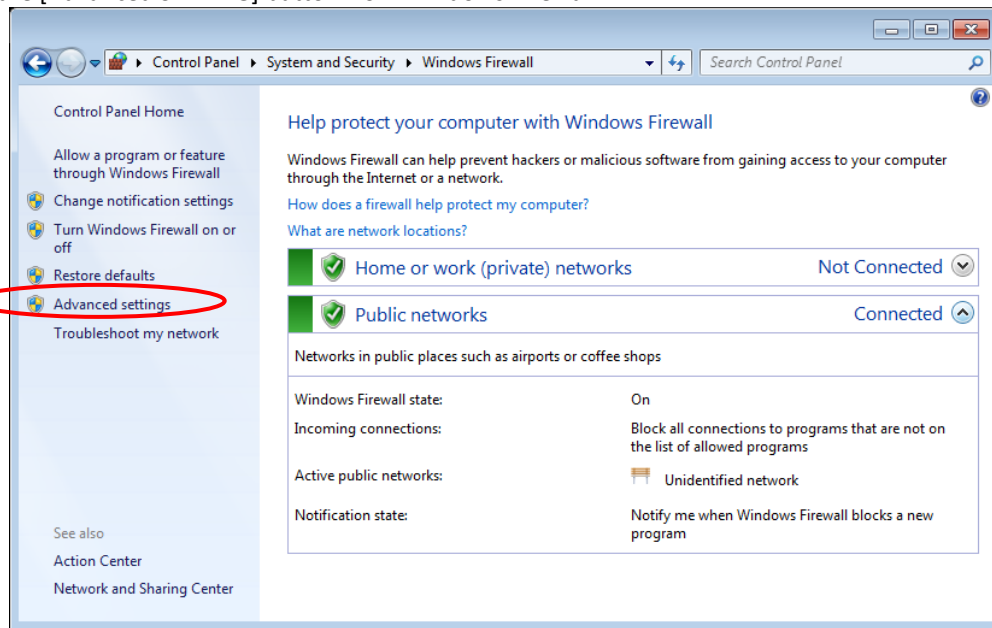 Control Panel ▸ System and Security ▸ Windows Firewall
Search Control Panel
Control Panel Home
Allow a program or feature
through Windows Firewall
Change notification settings
Turn Windows Firewall on or
off
Restore defaults
Advanced settings
Troubleshoot my network
See also
Action Center
Network and Sharing Center
Help protect your computer with Windows Firewall
Windows Firewall can help prevent hackers or malicious software from gaining access to your computer
through the Internet or a network.
How does a firewall help protect my computer?
What are network locations?
Home or work (private) networks Not Connected
Public networks Connected
Networks in public places such as airports or coffee shops
Windows Firewall state: On
Incoming connections: Block all connections to programs that are not on
the list of allowed programs
Active public networks: Unidentified network
Notification state: Notify me when Windows Firewall blocks a new
program